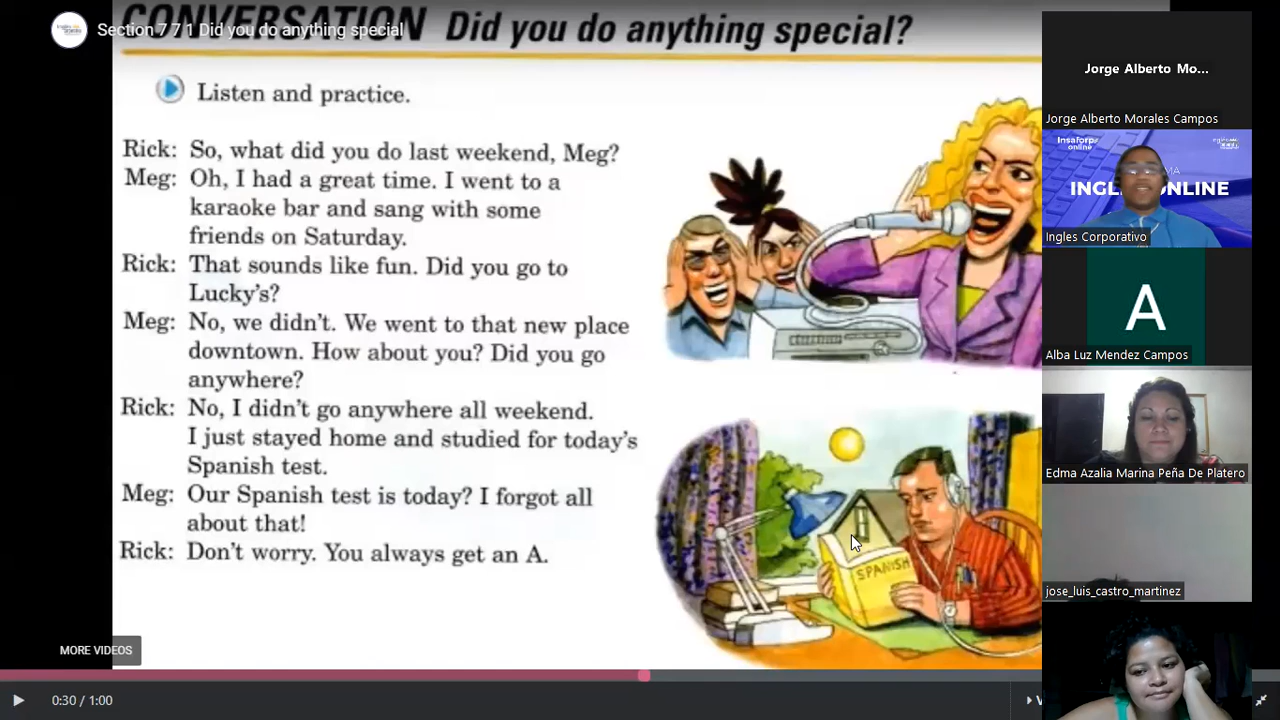 CONVERSATION Did you do anything special?
Section 7 7 1 Did you do anything special
Listen and practice.
Rick: So, what did you do last weekend, Meg?
Meg: Oh, I had a great time. I went to a
karaoke bar and sang with some
friends on Saturday.
Rick: That sounds like fun. Did you go to
Lucky's?
Meg: No, we didn't. We went to that new place
downtown. How about you? Did you go
anywhere?
Rick: No, I didn't go anywhere all weekend.
I just stayed home and studied for today's
Spanish test.
Meg: Our Spanish test is today? I forgot all
about that!
Rick: Don't worry. You always get an A.
SPANISH
MORE VIDEOS
0:30 / 1:00
Jorge Alberto Mo...
Jorge Alberto Morales Campos
Insaforp
online
INGL ONLINE
Ingles Corporativo
A
Alba Luz Mendez Campos
Edma Azalia Marina Peña De Platero
jose_luis_castro_martinez